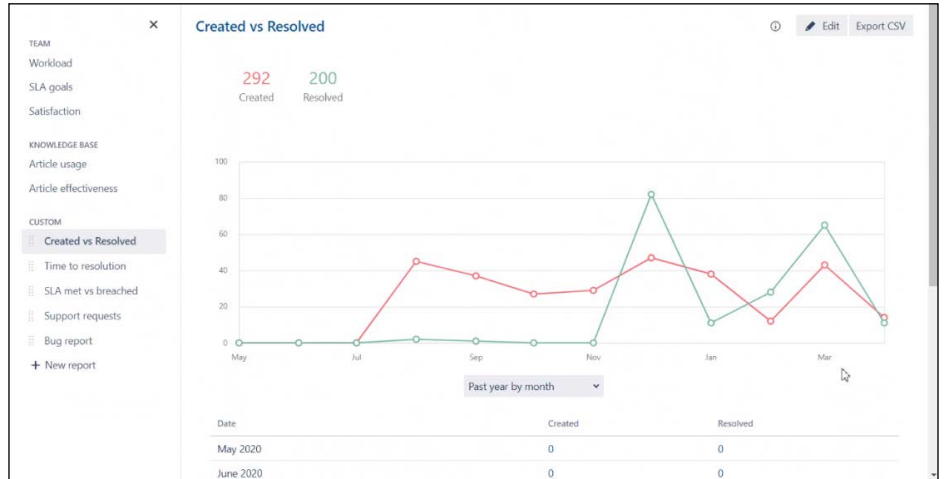 ✕
TEAM
Workload
SLA goals
Satisfaction
KNOWLEDGE BASE
Article usage
Article effectiveness
CUSTOM
Created vs Resolved
Time to resolution
SLA met vs breached
Support requests
Bug report
+ New report
Created vs Resolved
Edit Export CSV
292 200
Created Resolved
100
80
60
40
20
0
May Jul Sep Nov Jan Mar
Past year by month
Date Created Resolved
May 2020 0 0
June 2020 0 0